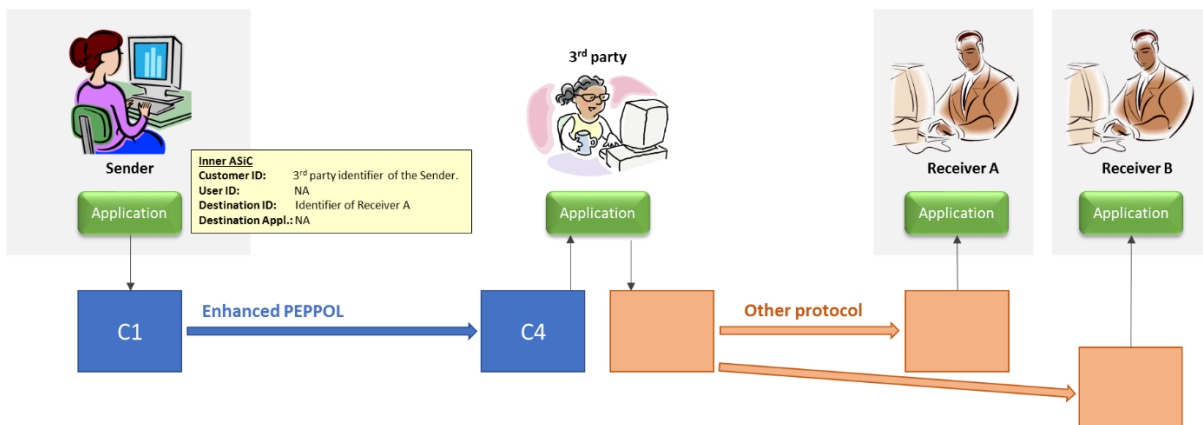 3rd party
Sender
Receiver A
Receiver B
Inner ASiC
Customer ID: 3rd party identifier of the Sender.
User ID: NA
Destination ID: Identifier of Receiver A
Destination Appl.: NA
Application
Application
Application
Application
C1
Enhanced PEPPOL
C4
Other protocol